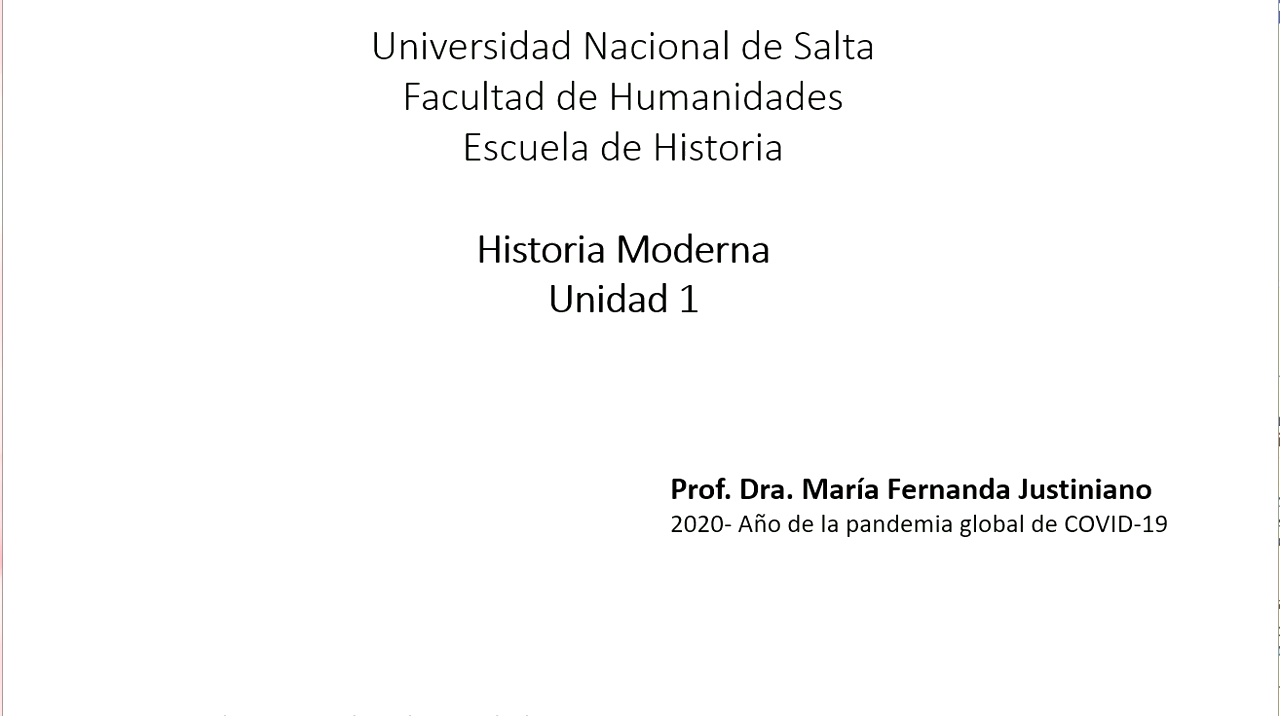 Universidad Nacional de Salta
Facultad de Humanidades
Escuela de Historia
Historia Moderna
Unidad 1
Prof. Dra. María Fernanda Justiniano
2020- Año de la pandemia global de COVID-19